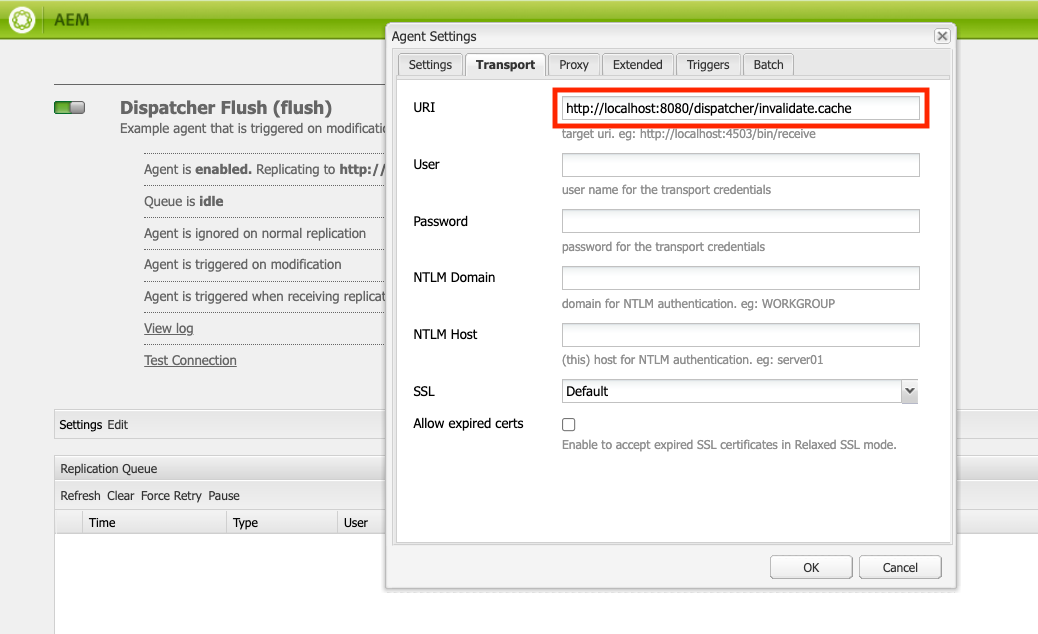 AEM
Dispatcher Flush (flush)
Example agent that is triggered on modificatio
Agent is enabled. Replicating to http://
Queue is idle
Agent is ignored on normal replication
Agent is triggered on modification
Agent is triggered when receiving replicat
View log
Test Connection
Settings Edit
Replication Queue
Refresh Clear Force Retry Pause
Time Type User
Agent Settings
Settings Transport Proxy Extended Triggers Batch
URI http://localhost:8080/dispatcher/invalidate.cache
target uri. eg: http://localhost:4503/bin/receive
User
user name for the transport credentials
Password
password for the transport credentials
NTLM Domain
domain for NTLM authentication. eg: WORKGROUP
NTLM Host
(this) host for NTLM authentication. eg: server01
SSL Default
Allow expired certs
Enable to accept expired SSL certificates in Relaxed SSL mode.
OK Cancel